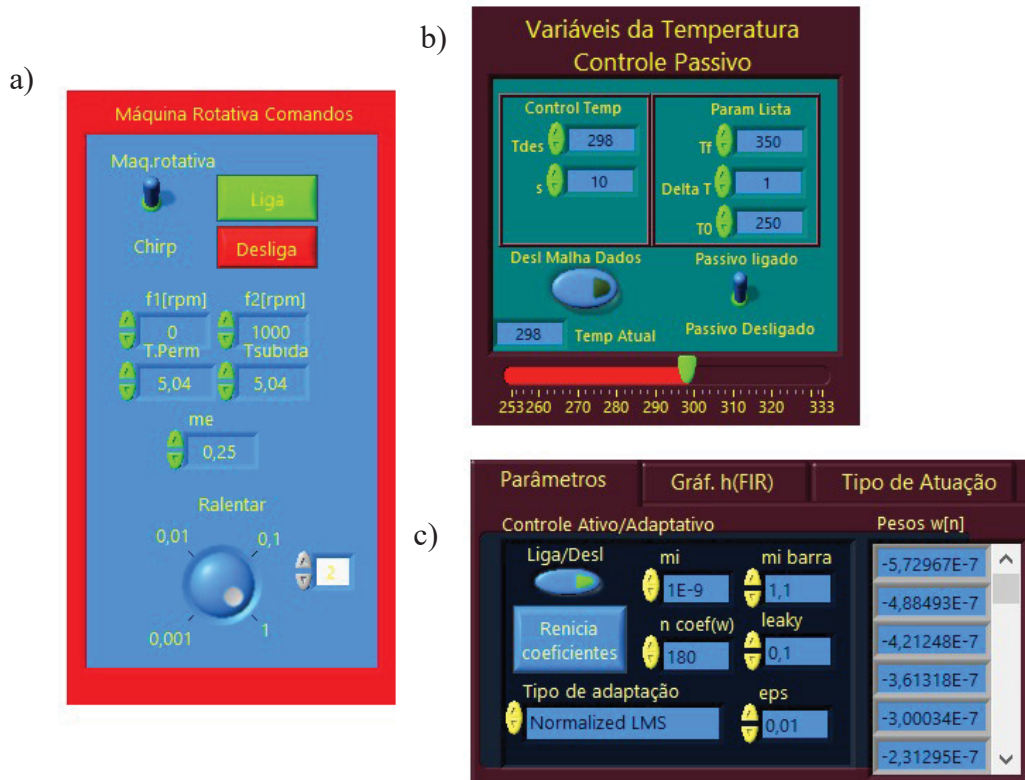 a)
Máquina Rotativa Comandos
Maq.rotativa
Liga
Chirp
Desliga
f1[rpm] f2[rpm]
0 1000
T.Perm Tsubida
5,04 5,04
me
0,25
Ralentar
0,01 0,1
2
0,001 1
b)
Variáveis da Temperatura
Controle Passivo
Control Temp Param Lista
Tdes 298 Tf 350
s 10 Delta T 1
T0 250
Desl Malha Dados Passivo ligado
298 Temp Atual Passivo Desligado
253 260 270 280 290 300 310 320 333
c)
Parâmetros Gráf. h(FIR) Tipo de Atuação
Controle Ativo/Adaptativo Pesos w[n]
Liga/Desl mi mi barra
1E-9 1,1
-5,72967E-7
-4,88493E-7
Renicia
coeficientes
n coef(w) leaky
180 0,1
-4,21248E-7
-3,61318E-7
Tipo de adaptação eps
Normalized LMS 0,01
-3,00034E-7
-2,31295E-7